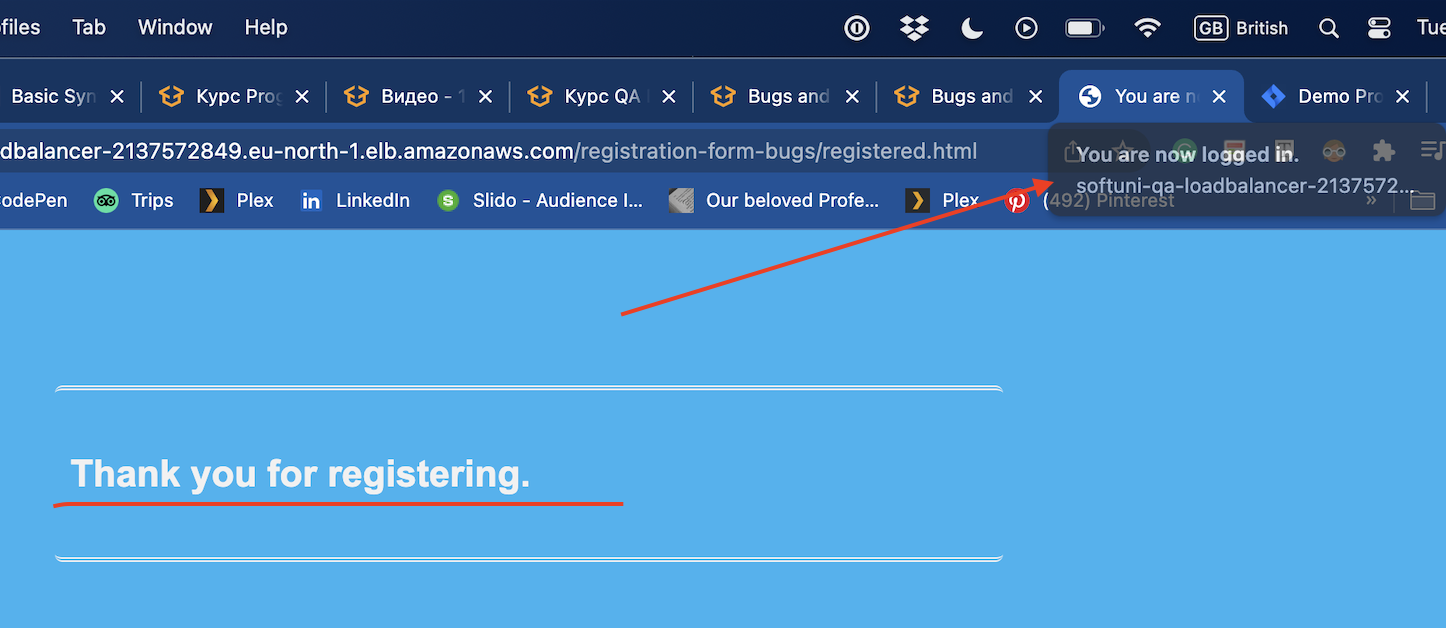 files Tab Window Help GB British Tue
Basic Syn Курс Prog Видео - 1 Курс QA Bugs and Bugs and You are n Demo Pro
dbalancer-2137572849.eu-north-1.elb.amazonaws.com/registration-form-bugs/registered.html
You are now logged in.
softuni-qa-loadbalancer-2137572...
odePen Trips Plex in LinkedIn S Slido - Audience I... Our beloved Profe... Plex (492) Pinterest »
Thank you for registering.